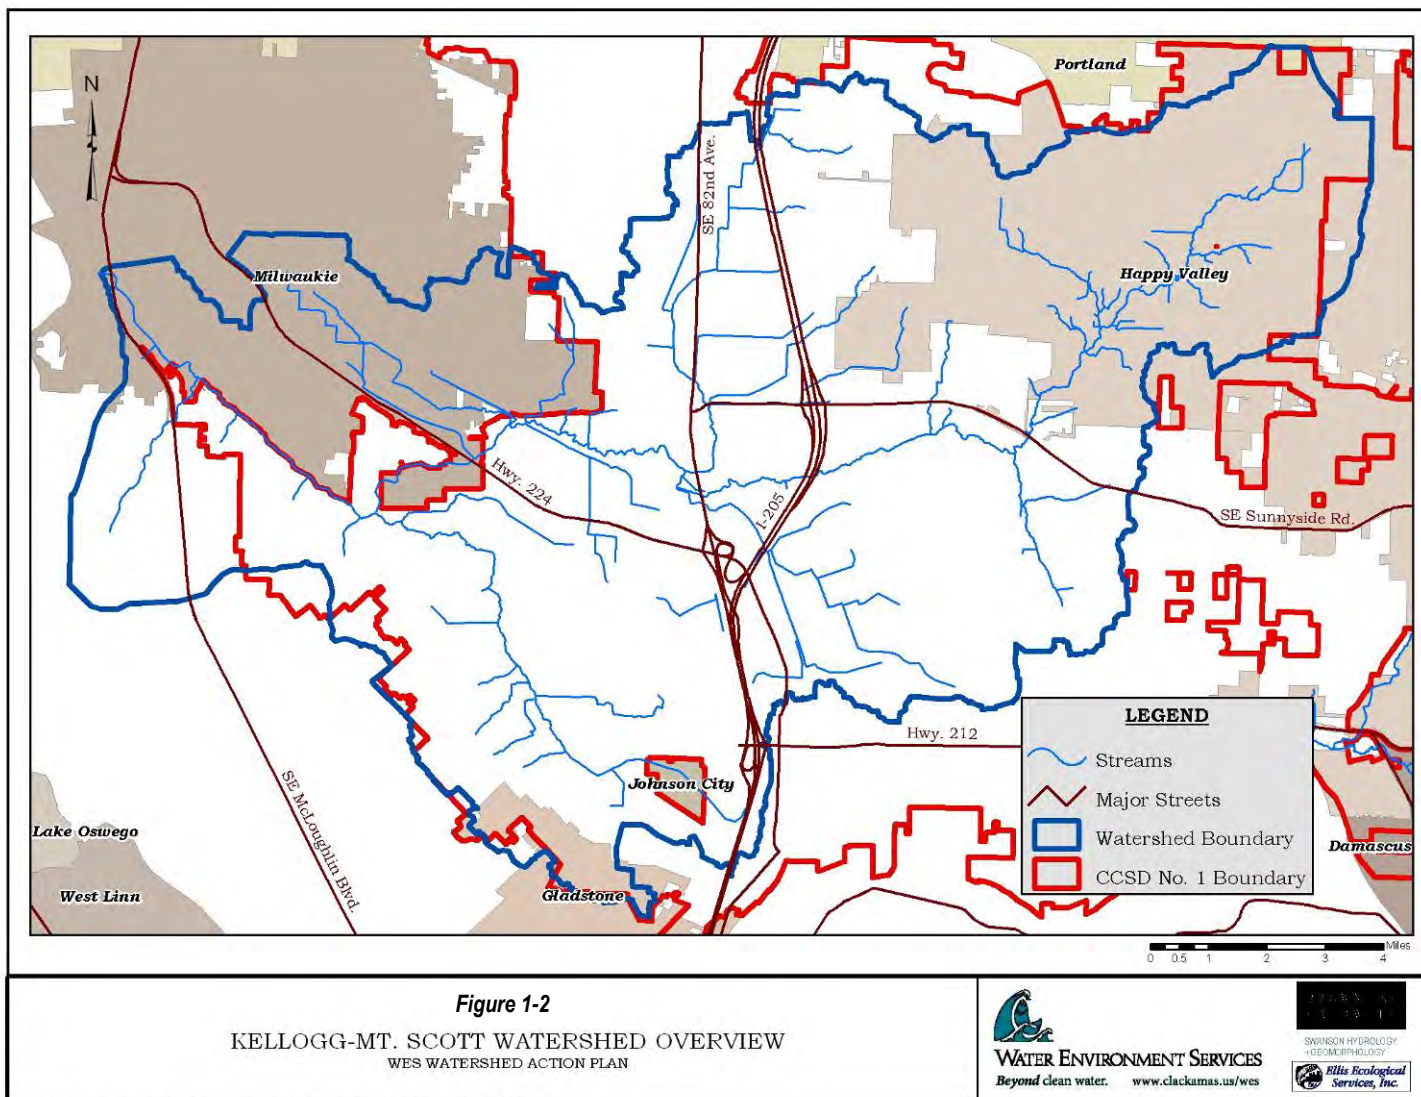 N
Portland
SE 82nd Ave.
Milwaukie
Happy Valley
Hwy. 224
I-205
SE Sunnyside Rd.
Hwy. 212
Johnson City
SE McLoughlin Blvd.
Lake Oswego
West Linn
Gladstone
Damascus
LEGEND
Streams
Major Streets
Watershed Boundary
CCSD No. 1 Boundary
Miles
0 0.5 1 2 3 4
Figure 1-2
KELLOGG-MT. SCOTT WATERSHED OVERVIEW
WES WATERSHED ACTION PLAN
WATER ENVIRONMENT SERVICES
Beyond clean water. www.clackamas.us/wes
SWANSON HYDROLOGY
+GEOMORPHOLOGY
Ellis Ecological
Services, Inc.